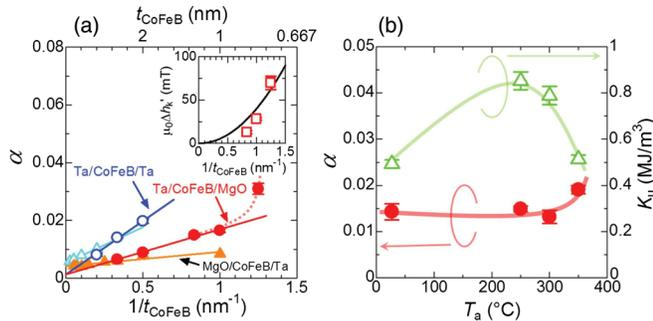 (a)
t_CoFeB (nm)
2 1 0.667
0.08
0.06
0.04
0.02
0
α
100
75
50
25
0
μ₀Δhₖ' (mT)
0 0.5 1 1.5
1/t_CoFeB (nm⁻¹)
Ta/CoFeB/Ta
Ta/CoFeB/MgO
MgO/CoFeB/Ta
0 0.5 1.0 1.5
1/t_CoFeB (nm⁻¹)
(b)
0.05
0.04
0.03
0.02
0.01
0
α
1
0.8
0.6
0.4
0.2
0
Kᵤ (MJ/m³)
0 100 200 300 400
Tₐ (°C)